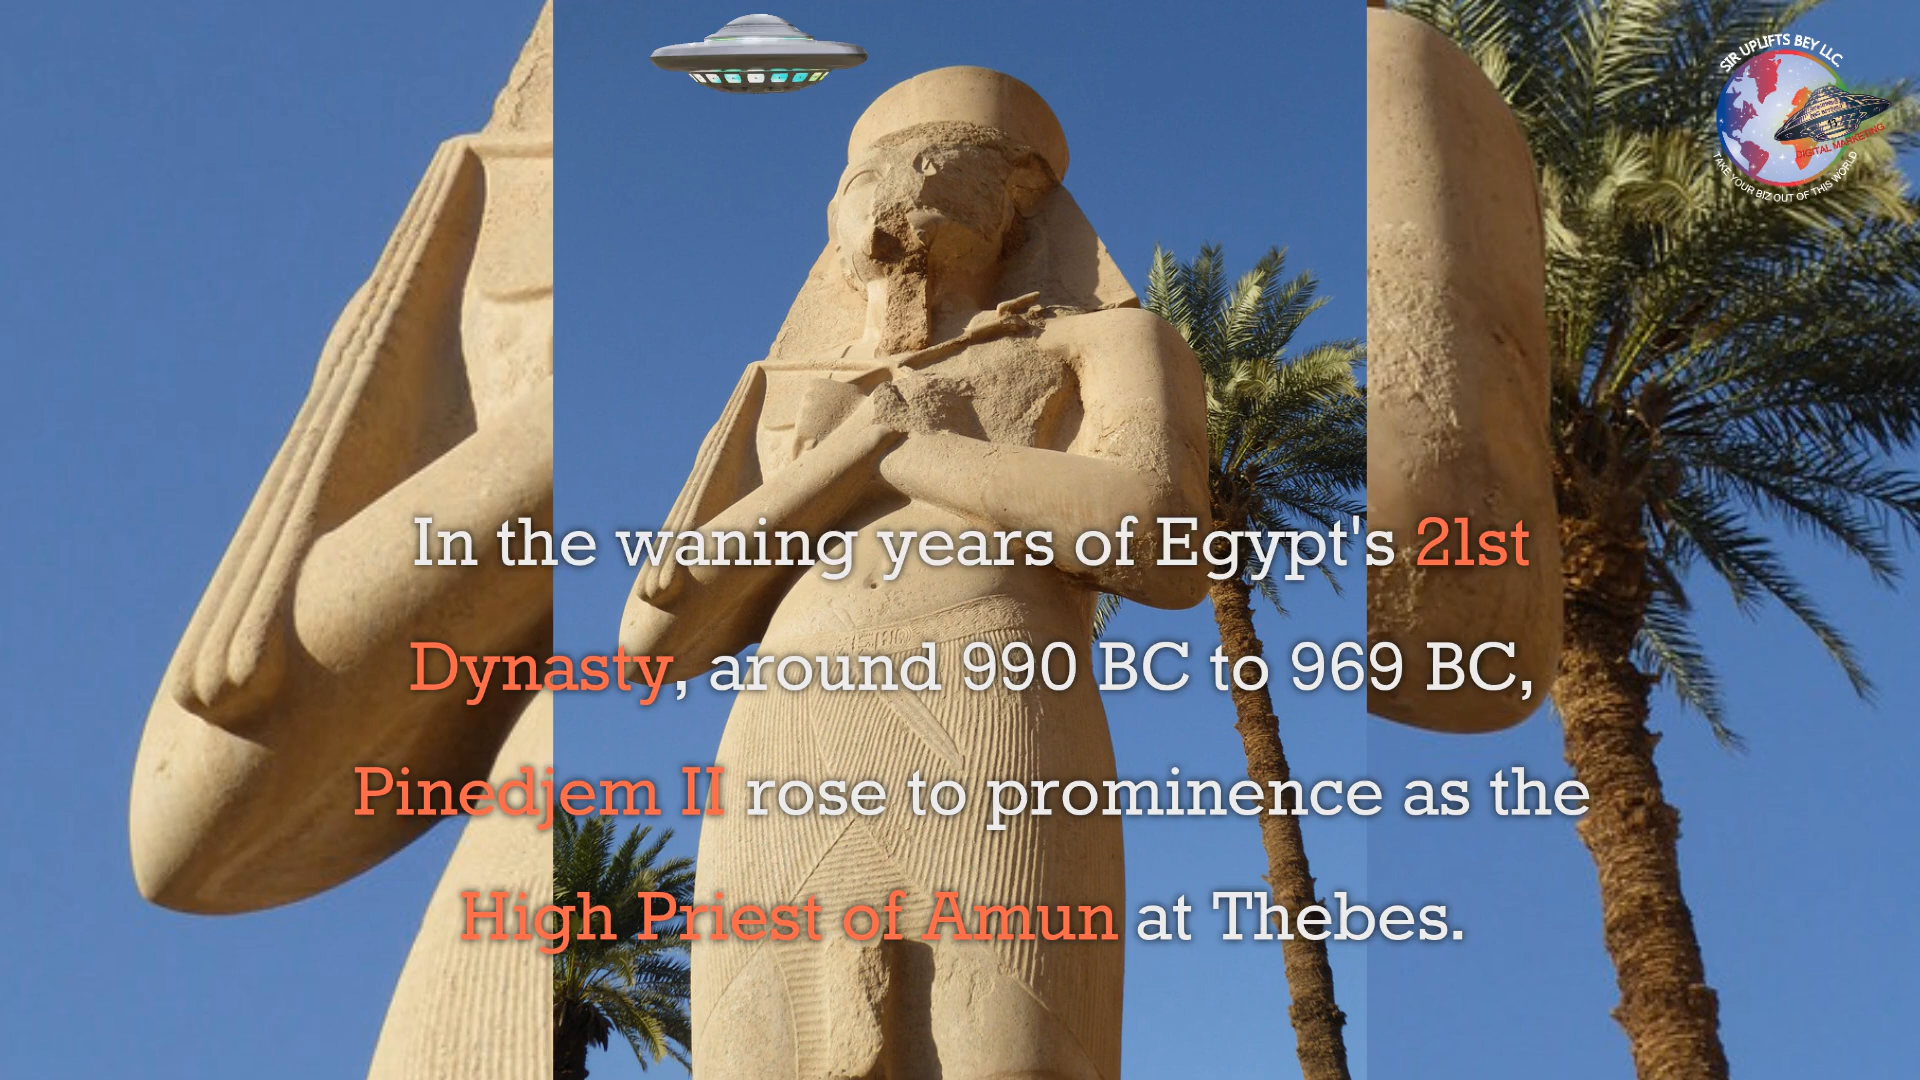 SIR UPLIFTS BEY LLC.
DIGITAL MARKETING
TAKE YOUR BIZ OUT OF THIS WORLD
In the waning years of Egypt's 21st
Dynasty, around 990 BC to 969 BC,
Pinedjem II rose to prominence as the
High Priest of Amun at Thebes.